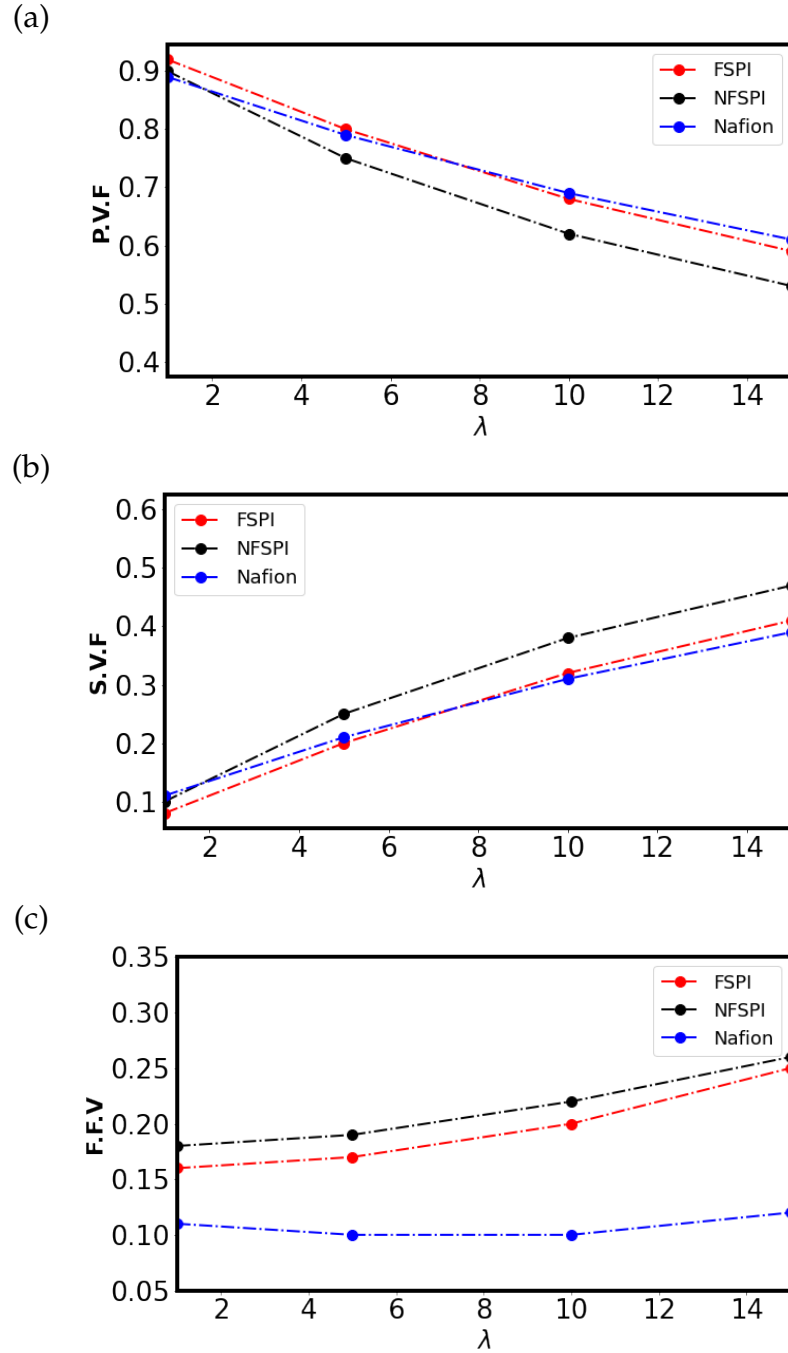 (a)
P.V.F
0.9
0.8
0.7
0.6
0.5
0.4
FSPI
NFSPI
Nafion
2 4 6 8 10 12 14
λ
(b)
S.V.F
0.6
0.5
0.4
0.3
0.2
0.1
FSPI
NFSPI
Nafion
2 4 6 8 10 12 14
λ
(c)
F.F.V
0.35
0.30
0.25
0.20
0.15
0.10
0.05
FSPI
NFSPI
Nafion
2 4 6 8 10 12 14
λ